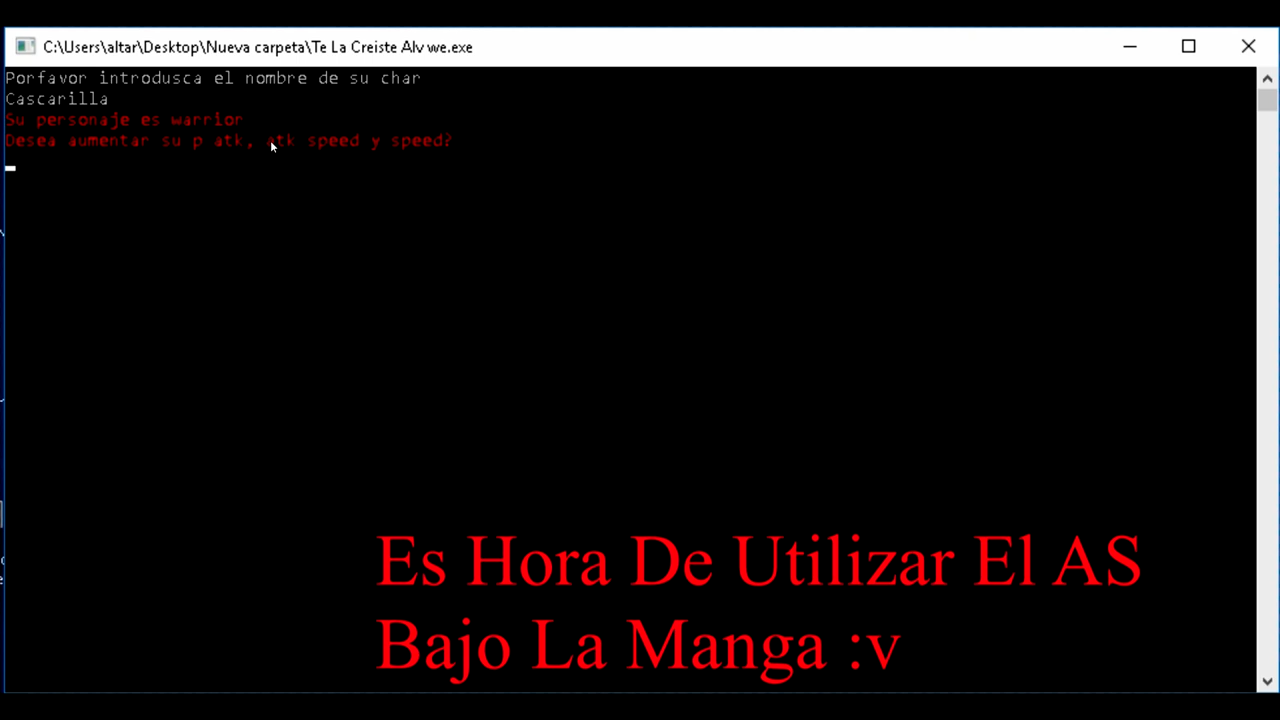 C:\Users\altar\Desktop\Nueva carpeta\Te La Creiste Alv we.exe
Porfavor introdusca el nombre de su char
Cascarilla
Su personaje es warrior
Desea aumentar su p atk, atk speed y speed?
Es Hora De Utilizar El AS
Bajo La Manga :v